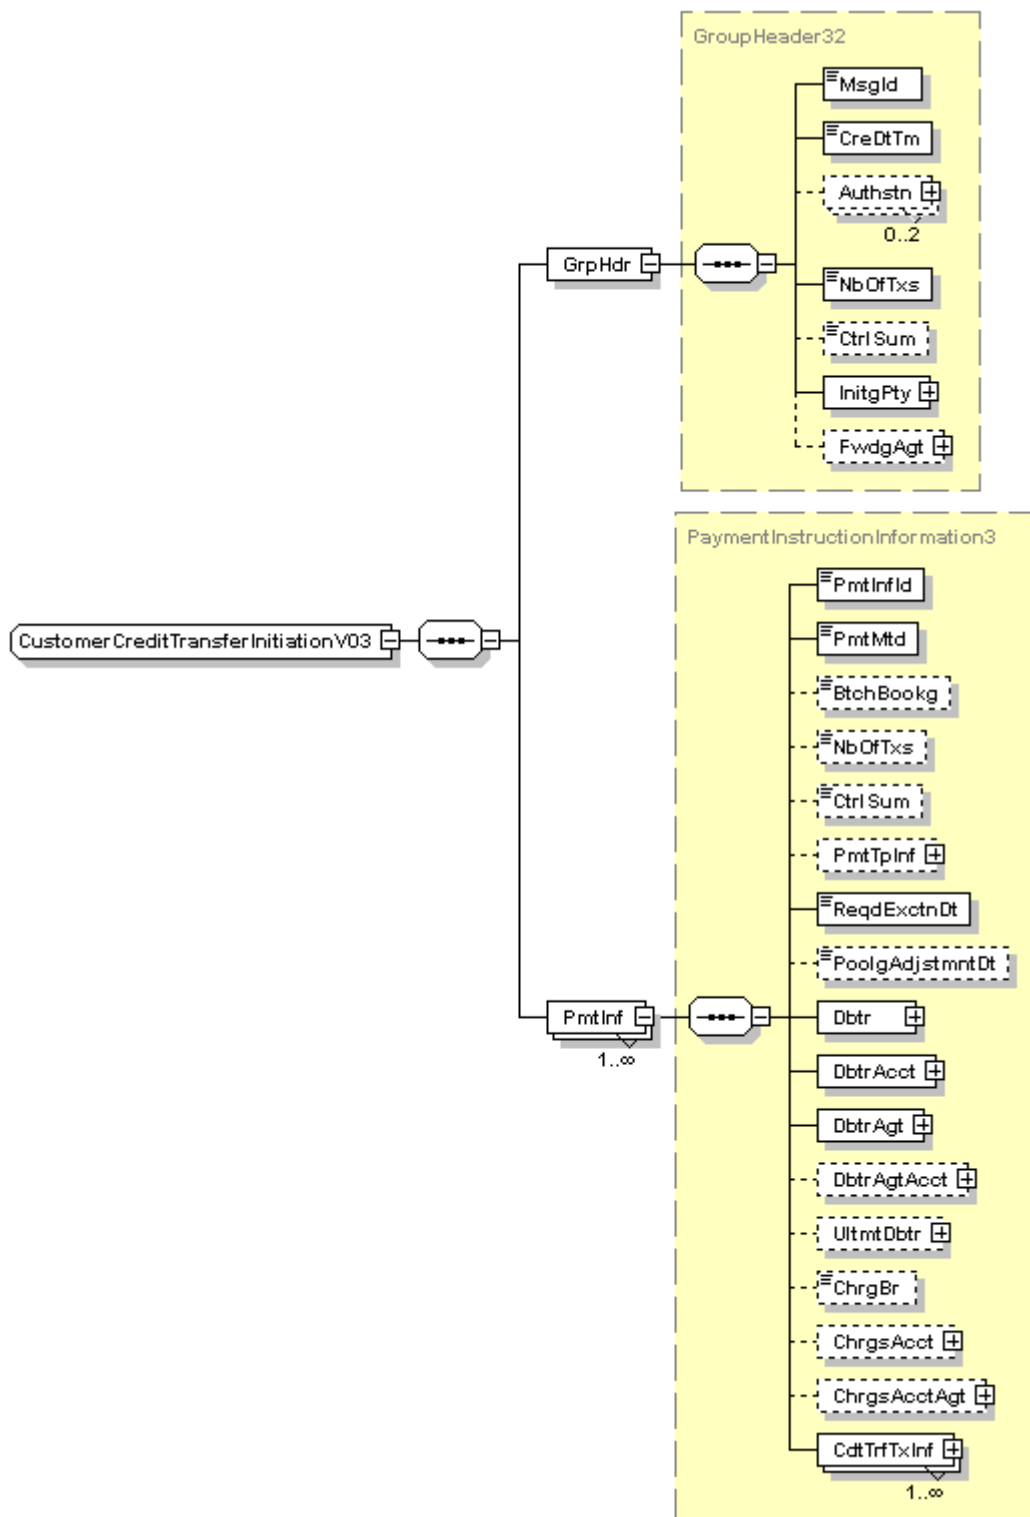 GroupHeader32
MsgId
CreDtTm
Authstn
0..2
GrpHdr
NbOfTxs
CtrlSum
InitgPty
FwdgAgt
PaymentInstructionInformation3
PmtInfId
CustomerCreditTransferInitiationV03
PmtMtd
BtchBookg
NbOfTxs
CtrlSum
PmtTpInf
ReqdExctnDt
PoolgAdjstmntDt
PmtInf
1..∞
Dbtr
DbtrAcct
DbtrAgt
DbtrAgtAcct
UltmtDbtr
ChrgBr
ChrgsAcct
ChrgsAcctAgt
CdtTrfTxInf
1..∞